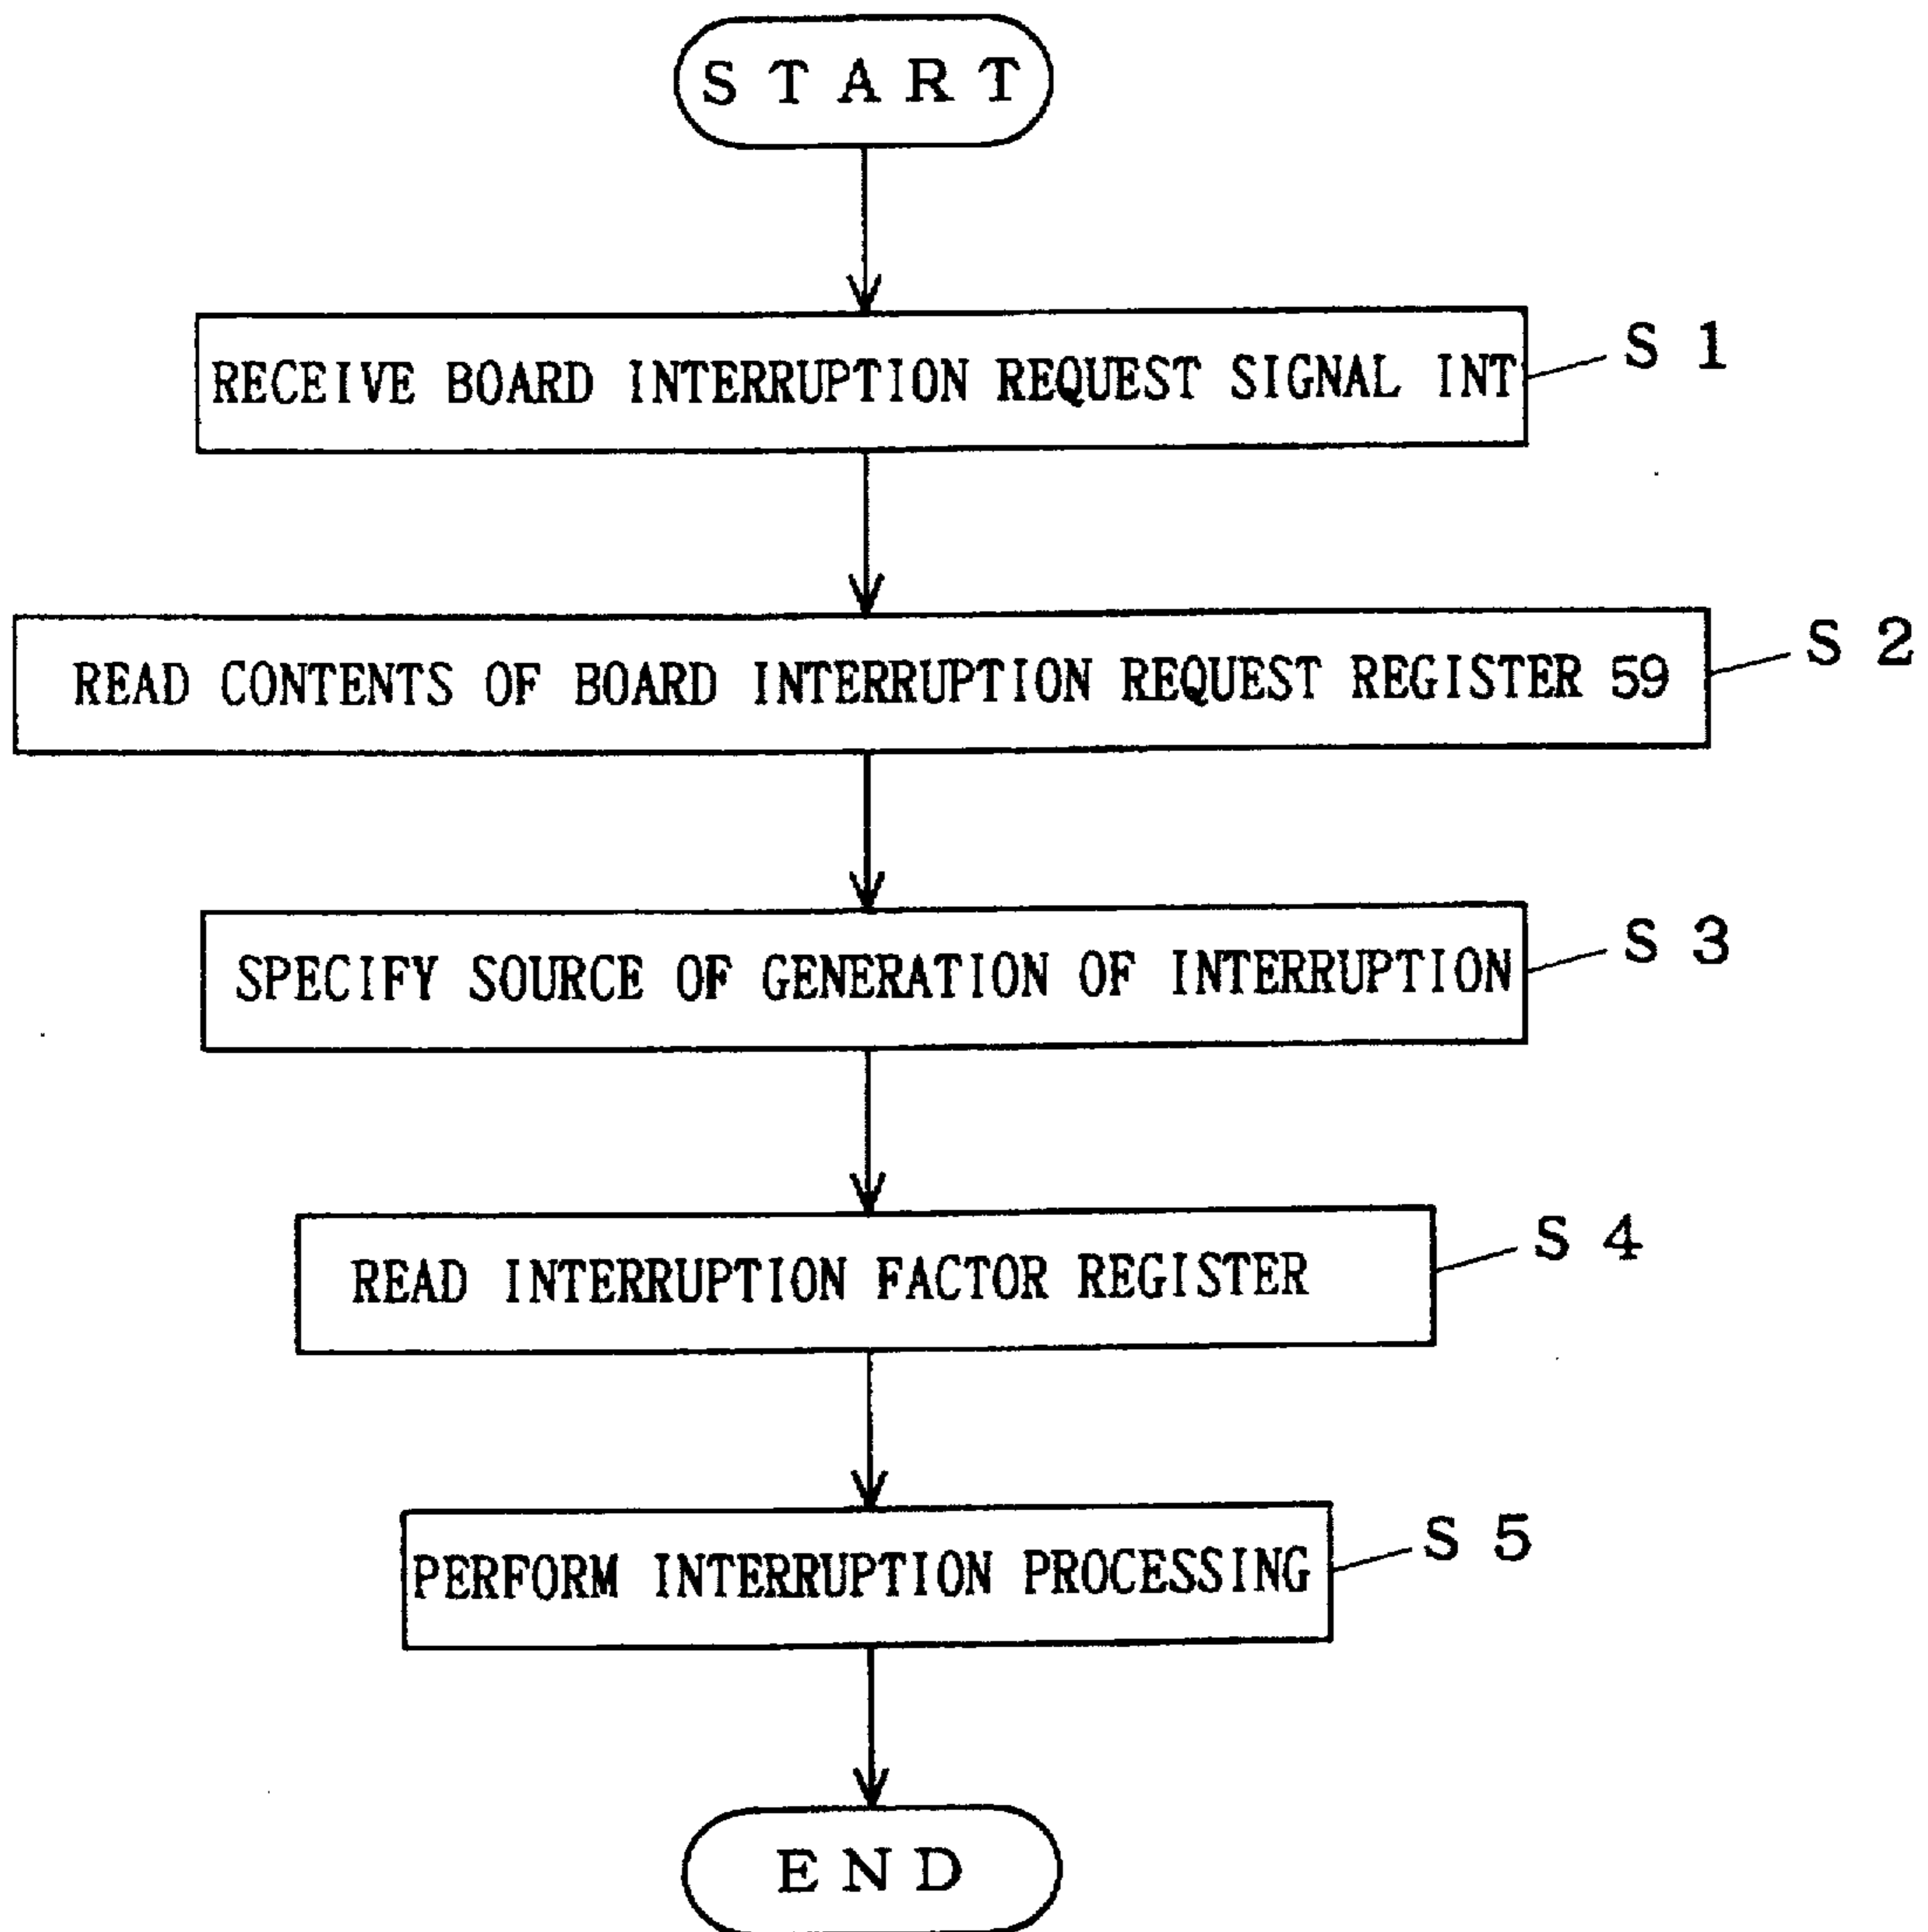 START
RECEIVE BOARD INTERRUPTION REQUEST SIGNAL INT
S 1
READ CONTENTS OF BOARD INTERRUPTION REQUEST REGISTER 59
S 2
SPECIFY SOURCE OF GENERATION OF INTERRUPTION
S 3
READ INTERRUPTION FACTOR REGISTER
S 4
PERFORM INTERRUPTION PROCESSING
S 5
END